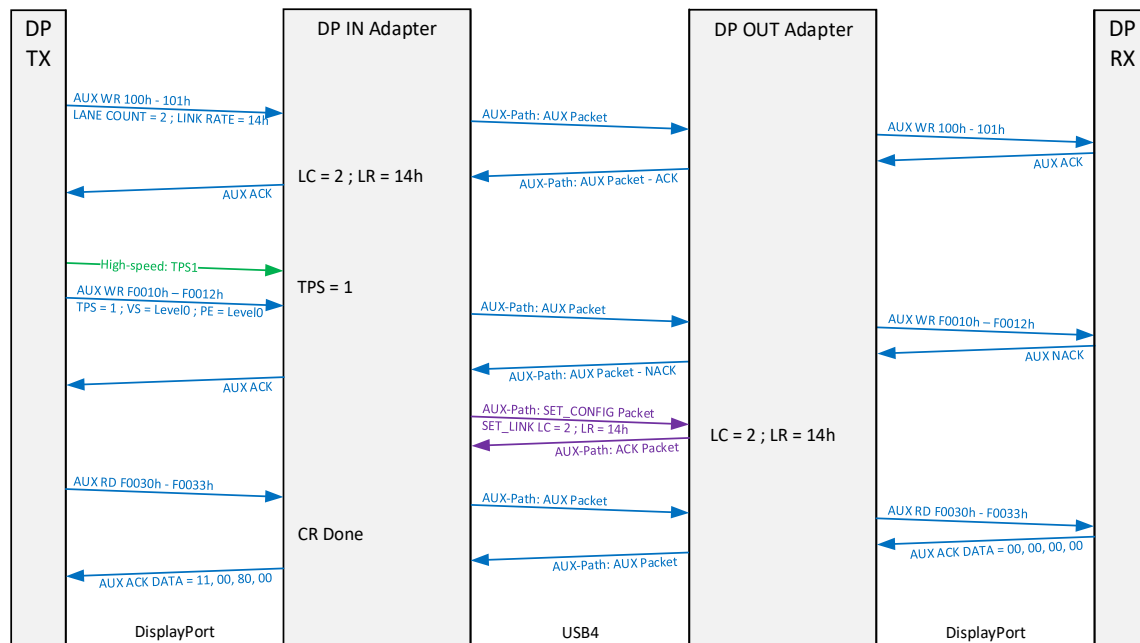 DP
TX
DP IN Adapter
DP OUT Adapter
DP
RX
AUX WR 100h - 101h
LANE COUNT = 2 ; LINK RATE = 14h
AUX-Path: AUX Packet
AUX WR 100h - 101h
AUX ACK
LC = 2 ; LR = 14h
AUX-Path: AUX Packet - ACK
AUX ACK
High-speed: TPS1
TPS = 1
AUX WR F0010h – F0012h
TPS = 1 ; VS = Level0 ; PE = Level0
AUX-Path: AUX Packet
AUX WR F0010h – F0012h
AUX NACK
AUX-Path: AUX Packet - NACK
AUX ACK
AUX-Path: SET_CONFIG Packet
SET_LINK LC = 2 ; LR = 14h
LC = 2 ; LR = 14h
AUX-Path: ACK Packet
AUX RD F0030h - F0033h
AUX-Path: AUX Packet
AUX RD F0030h - F0033h
CR Done
AUX ACK DATA = 00, 00, 00, 00
AUX-Path: AUX Packet
AUX ACK DATA = 11, 00, 80, 00
DisplayPort
USB4
DisplayPort